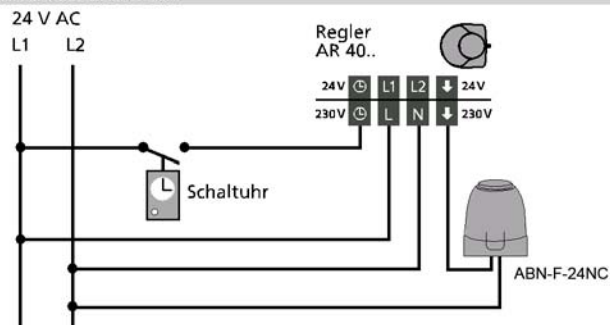 24 V AC
L1 L2
Regler
AR 40..
24V L1 L2 24V
230V L N 230V
Schaltuhr
ABN-F-24NC